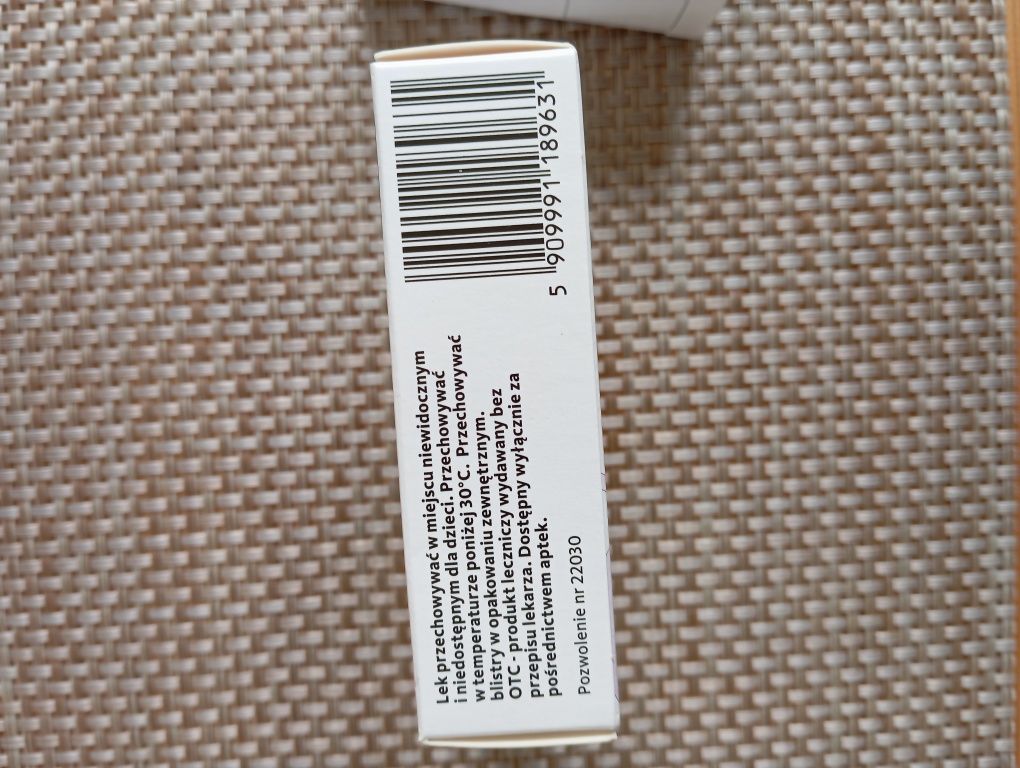 Lek przechowywać w miejscu niewidocznym
i niedostępnym dla dzieci. Przechowywać
w temperaturze poniżej 30°C. Przechowywać
blistry w opakowaniu zewnętrznym.
OTC - produkt leczniczy wydawany bez
przepisu lekarza. Dostępny wyłącznie za
pośrednictwem aptek.
Pozwolenie nr 22030
5 909991 189631